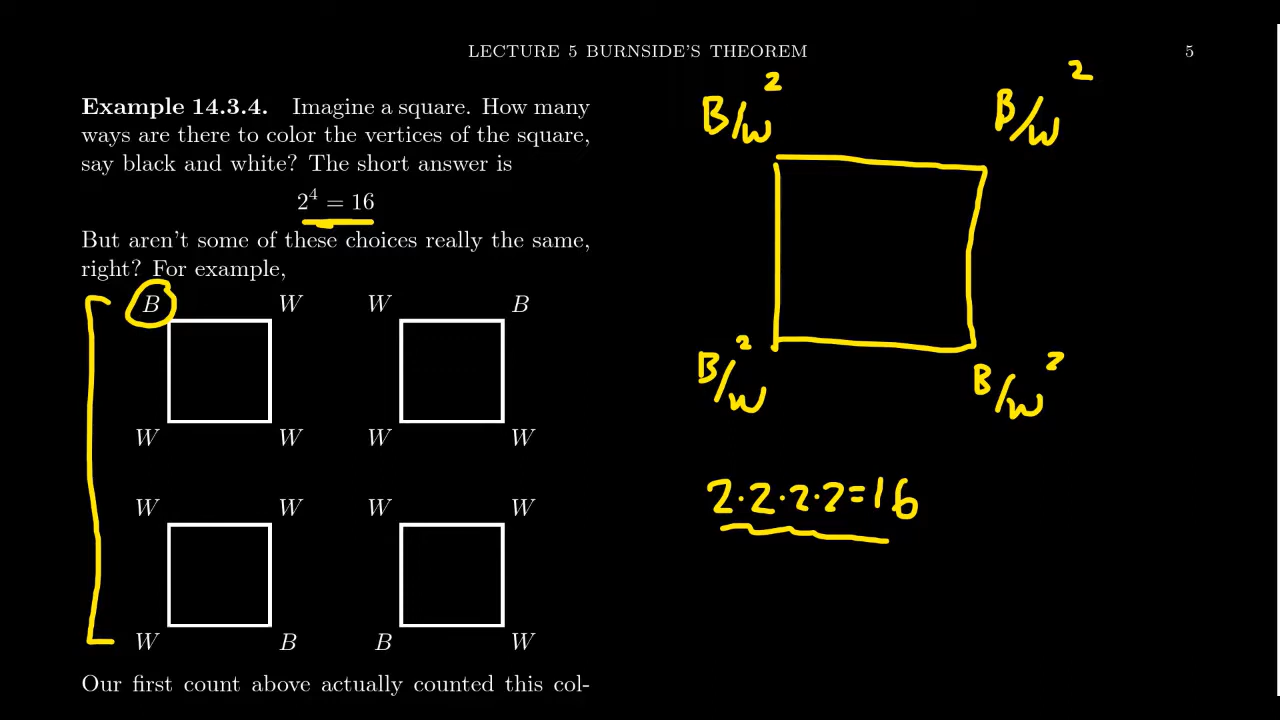 LECTURE 5 BURNSIDE'S THEOREM 5
Example 14.3.4. Imagine a square. How many
ways are there to color the vertices of the square,
say black and white? The short answer is
2⁴ = 16
But aren't some of these choices really the same,
right? For example,
B W W B
W W W W
W W W W
W B B W
Our first count above actually counted this col-
B/W 2 B/W 2
B/W 2 B/W 2
2·2·2·2=16